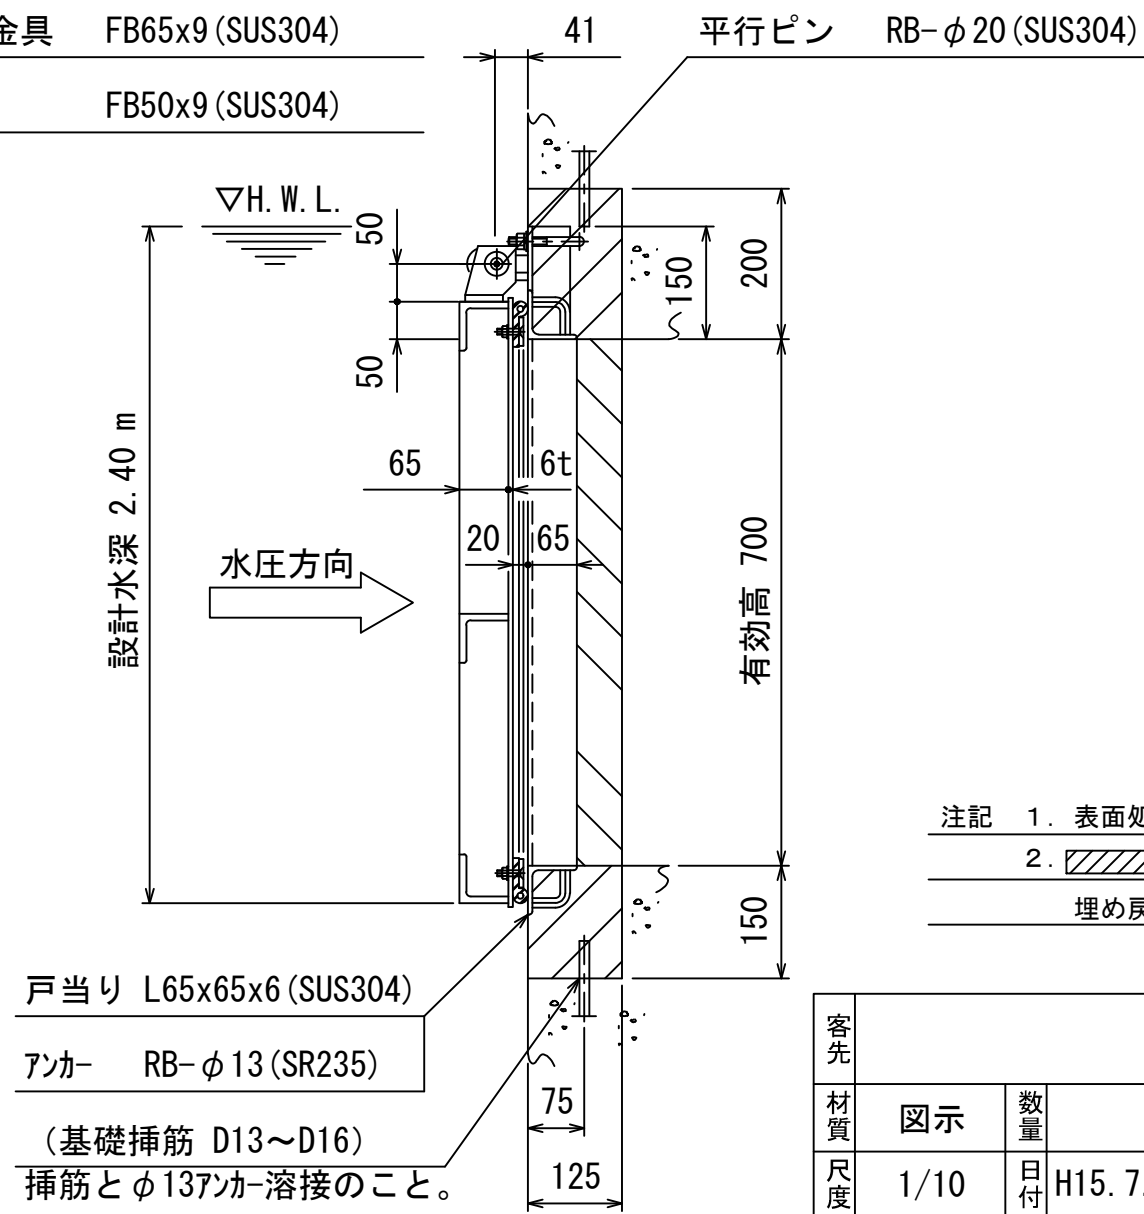 金具 FB65x9(SUS304)
41
平行ピン RB-φ20(SUS304)
FB50x9(SUS304)
▽H.W.L.
50
200
150
50
設計水深 2.40 m
65
6t
20
65
水圧方向
有効高 700
150
注記 1. 表面処
2.
埋め戻
戸当り L65x65x6(SUS304)
アンカー RB-φ13(SR235)
(基礎挿筋 D13～D16)
挿筋とφ13アンカー溶接のこと。
75
125
客先
材質
図示
数量
尺度
1/10
日付
H15.7